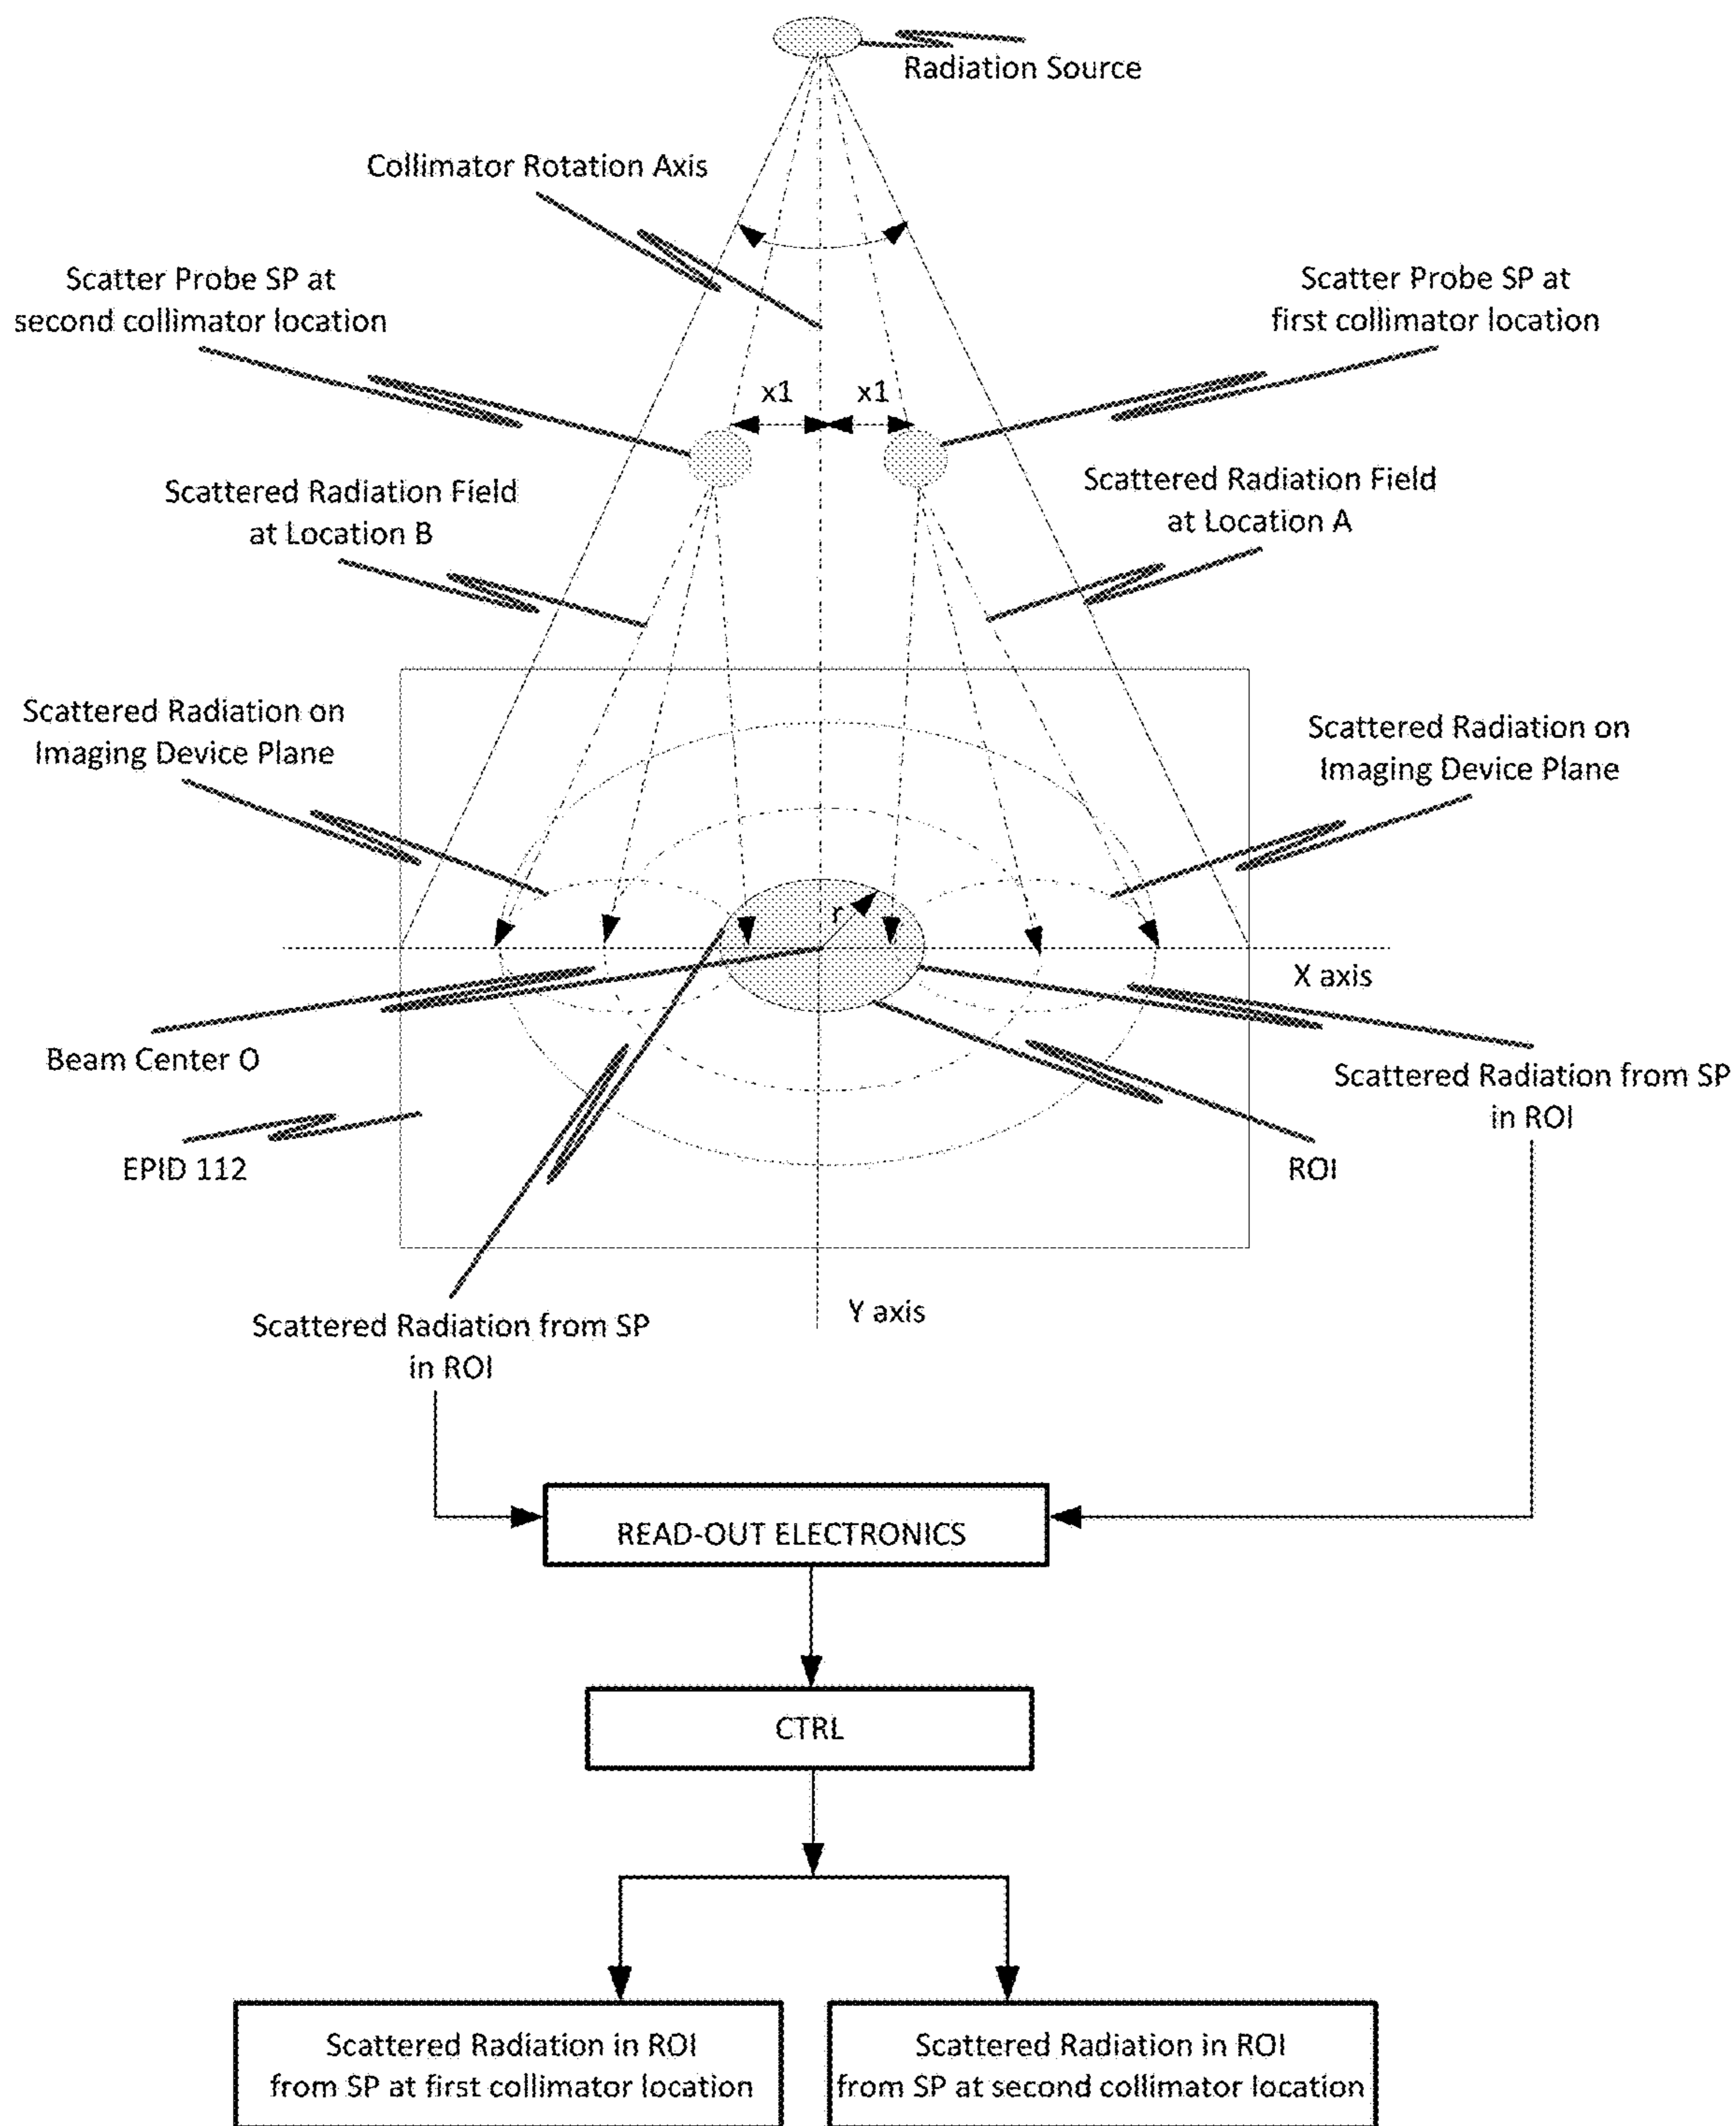 Radiation Source
Collimator Rotation Axis
Scatter Probe SP at
second collimator location
Scatter Probe SP at
first collimator location
x1
x1
Scattered Radiation Field
at Location B
Scattered Radiation Field
at Location A
Scattered Radiation on
Imaging Device Plane
Scattered Radiation on
Imaging Device Plane
r
X axis
Beam Center O
Scattered Radiation from SP
in ROI
EPID 112
ROI
Y axis
Scattered Radiation from SP
in ROI
READ-OUT ELECTRONICS
CTRL
Scattered Radiation in ROI
from SP at first collimator location
Scattered Radiation in ROI
from SP at second collimator location